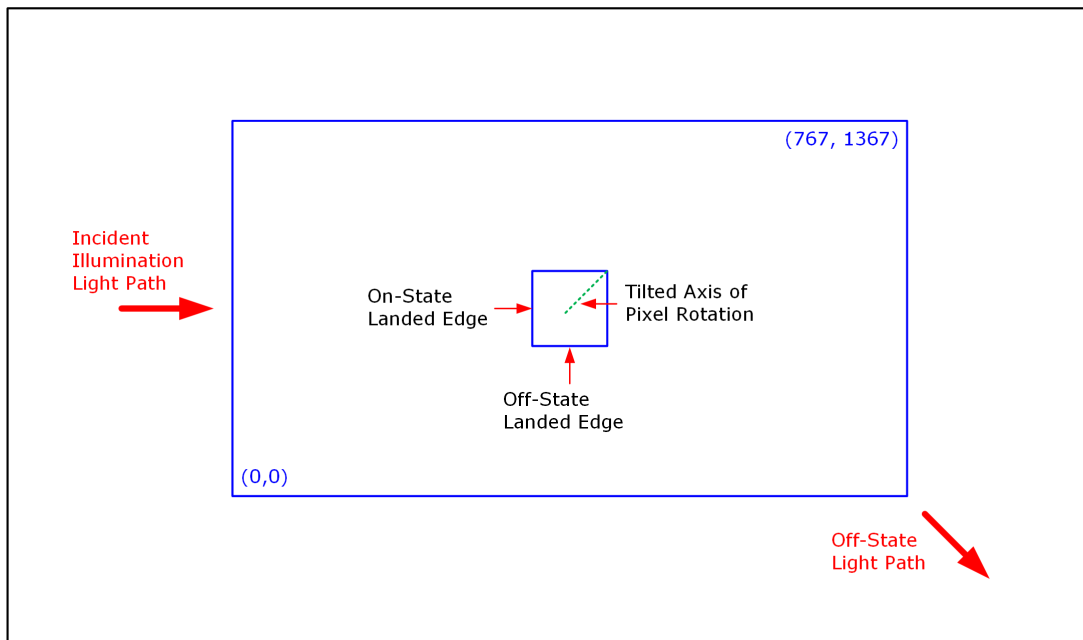 (767, 1367)
Incident
Illumination
Light Path
On-State
Landed Edge
Tilted Axis of
Pixel Rotation
Off-State
Landed Edge
(0,0)
Off-State
Light Path